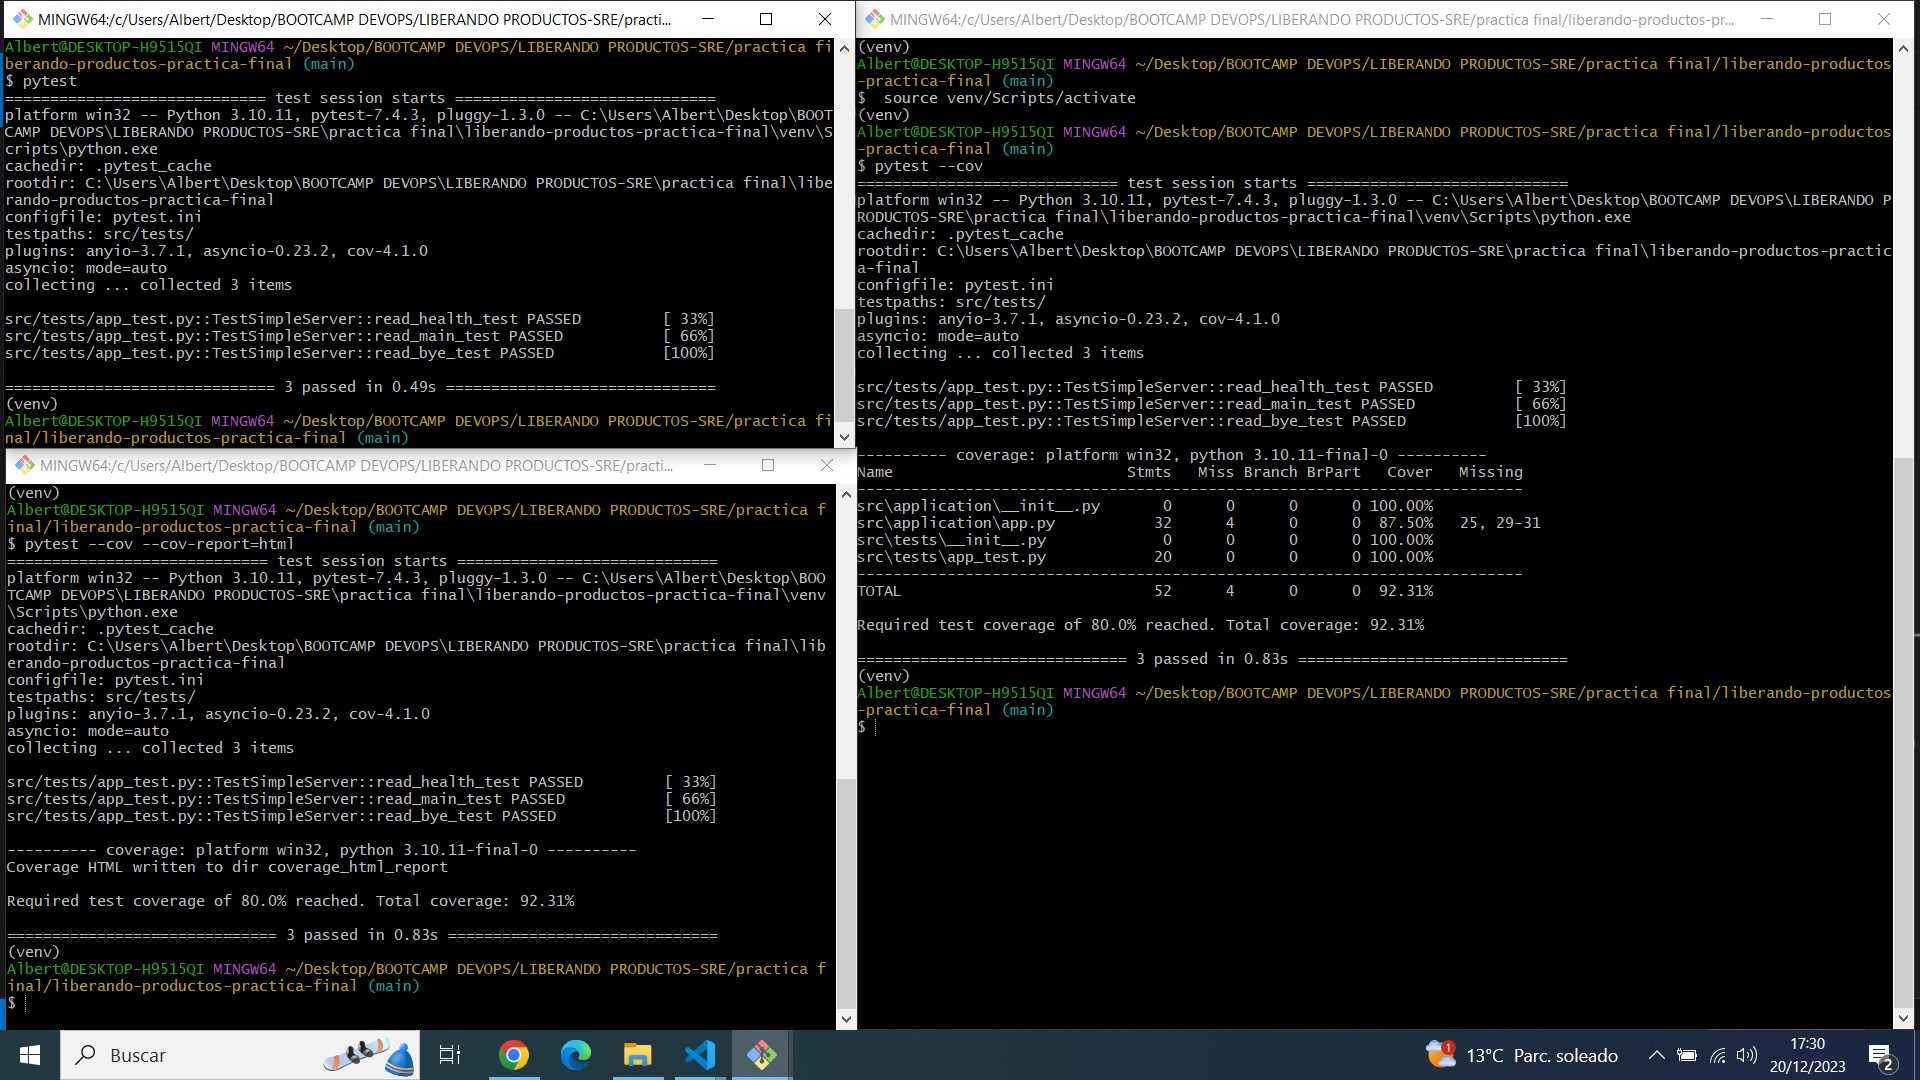 MINGW64:/c/Users/Albert/Desktop/BOOTCAMP DEVOPS/LIBERANDO PRODUCTOS-SRE/practi...
Albert@DESKTOP-H9515QI MINGW64 ~/Desktop/BOOTCAMP DEVOPS/LIBERANDO PRODUCTOS-SRE/practica fi
berando-productos-practica-final (main)
$ pytest
============================= test session starts =============================
platform win32 -- Python 3.10.11, pytest-7.4.3, pluggy-1.3.0 -- C:\Users\Albert\Desktop\BOOT
CAMP DEVOPS\LIBERANDO PRODUCTOS-SRE\practica final\liberando-productos-practica-final\venv\S
cripts\python.exe
cachedir: .pytest_cache
rootdir: C:\Users\Albert\Desktop\BOOTCAMP DEVOPS\LIBERANDO PRODUCTOS-SRE\practica final\libe
rando-productos-practica-final
configfile: pytest.ini
testpaths: src/tests/
plugins: anyio-3.7.1, asyncio-0.23.2, cov-4.1.0
asyncio: mode=auto
collecting ... collected 3 items
src/tests/app_test.py::TestSimpleServer::read_health_test PASSED [ 33%]
src/tests/app_test.py::TestSimpleServer::read_main_test PASSED [ 66%]
src/tests/app_test.py::TestSimpleServer::read_bye_test PASSED [100%]
============================== 3 passed in 0.49s ==============================
(venv)
Albert@DESKTOP-H9515QI MINGW64 ~/Desktop/BOOTCAMP DEVOPS/LIBERANDO PRODUCTOS-SRE/practica fi
nal/liberando-productos-practica-final (main)
MINGW64:/c/Users/Albert/Desktop/BOOTCAMP DEVOPS/LIBERANDO PRODUCTOS-SRE/practi...
(venv)
Albert@DESKTOP-H9515QI MINGW64 ~/Desktop/BOOTCAMP DEVOPS/LIBERANDO PRODUCTOS-SRE/practica f
inal/liberando-productos-practica-final (main)
$ pytest --cov --cov-report=html
============================= test session starts =============================
platform win32 -- Python 3.10.11, pytest-7.4.3, pluggy-1.3.0 -- C:\Users\Albert\Desktop\BOO
TCAMP DEVOPS\LIBERANDO PRODUCTOS-SRE\practica final\liberando-productos-practica-final\venv
\Scripts\python.exe
cachedir: .pytest_cache
rootdir: C:\Users\Albert\Desktop\BOOTCAMP DEVOPS\LIBERANDO PRODUCTOS-SRE\practica final\lib
erando-productos-practica-final
configfile: pytest.ini
testpaths: src/tests/
plugins: anyio-3.7.1, asyncio-0.23.2, cov-4.1.0
asyncio: mode=auto
collecting ... collected 3 items
src/tests/app_test.py::TestSimpleServer::read_health_test PASSED [ 33%]
src/tests/app_test.py::TestSimpleServer::read_main_test PASSED [ 66%]
src/tests/app_test.py::TestSimpleServer::read_bye_test PASSED [100%]
---------- coverage: platform win32, python 3.10.11-final-0 ----------
Coverage HTML written to dir coverage_html_report
Required test coverage of 80.0% reached. Total coverage: 92.31%
============================== 3 passed in 0.83s ==============================
(venv)
Albert@DESKTOP-H9515QI MINGW64 ~/Desktop/BOOTCAMP DEVOPS/LIBERANDO PRODUCTOS-SRE/practica f
inal/liberando-productos-practica-final (main)
$
MINGW64:/c/Users/Albert/Desktop/BOOTCAMP DEVOPS/LIBERANDO PRODUCTOS-SRE/practica final/liberando-productos-pr...
(venv)
Albert@DESKTOP-H9515QI MINGW64 ~/Desktop/BOOTCAMP DEVOPS/LIBERANDO PRODUCTOS-SRE/practica final/liberando-productos
-practica-final (main)
$  source venv/Scripts/activate
(venv)
Albert@DESKTOP-H9515QI MINGW64 ~/Desktop/BOOTCAMP DEVOPS/LIBERANDO PRODUCTOS-SRE/practica final/liberando-productos
-practica-final (main)
$ pytest --cov
============================= test session starts =============================
platform win32 -- Python 3.10.11, pytest-7.4.3, pluggy-1.3.0 -- C:\Users\Albert\Desktop\BOOTCAMP DEVOPS\LIBERANDO P
RODUCTOS-SRE\practica final\liberando-productos-practica-final\venv\Scripts\python.exe
cachedir: .pytest_cache
rootdir: C:\Users\Albert\Desktop\BOOTCAMP DEVOPS\LIBERANDO PRODUCTOS-SRE\practica final\liberando-productos-practic
a-final
configfile: pytest.ini
testpaths: src/tests/
plugins: anyio-3.7.1, asyncio-0.23.2, cov-4.1.0
asyncio: mode=auto
collecting ... collected 3 items
src/tests/app_test.py::TestSimpleServer::read_health_test PASSED [ 33%]
src/tests/app_test.py::TestSimpleServer::read_main_test PASSED [ 66%]
src/tests/app_test.py::TestSimpleServer::read_bye_test PASSED [100%]
---------- coverage: platform win32, python 3.10.11-final-0 ----------
Name Stmts Miss Branch BrPart Cover Missing
--------------------------------------------------------------------------
src\application\__init__.py 0 0 0 0 100.00%
src\application\app.py 32 4 0 0 87.50% 25, 29-31
src\tests\__init__.py 0 0 0 0 100.00%
src\tests\app_test.py 20 0 0 0 100.00%
--------------------------------------------------------------------------
TOTAL 52 4 0 0 92.31%
Required test coverage of 80.0% reached. Total coverage: 92.31%
============================== 3 passed in 0.83s ==============================
(venv)
Albert@DESKTOP-H9515QI MINGW64 ~/Desktop/BOOTCAMP DEVOPS/LIBERANDO PRODUCTOS-SRE/practica final/liberando-productos
-practica-final (main)
$
Buscar
1
13°C Parc. soleado
17:30
20/12/2023
2